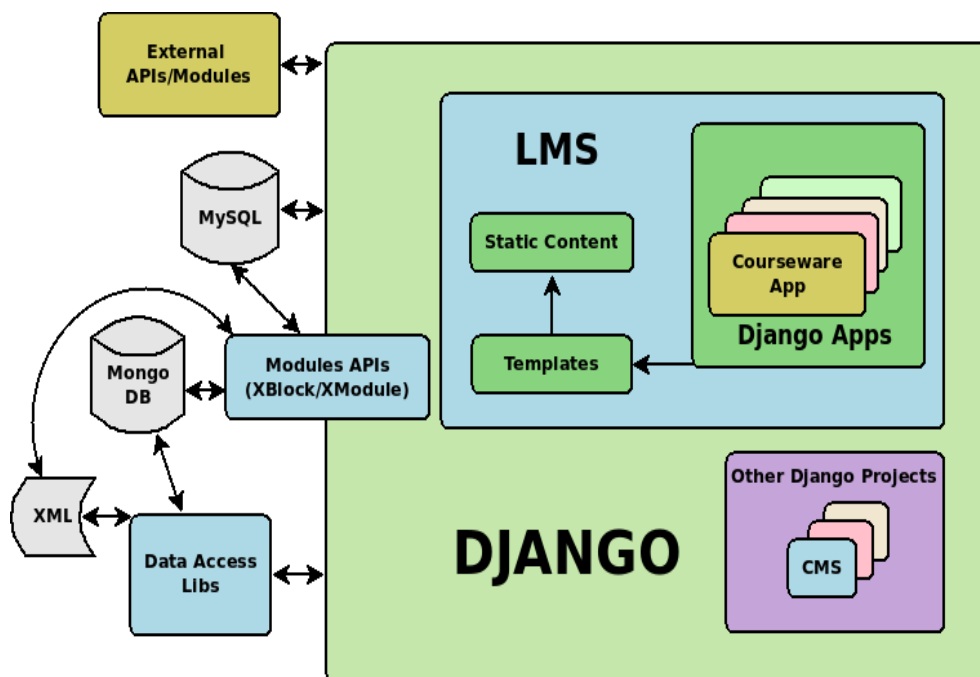 External
APIs/Modules
LMS
MySQL
Static Content
Courseware
App
Django Apps
Templates
Modules APIs
(XBlock/XModule)
Mongo
DB
Other Django Projects
XML
DJANGO
Data Access
Libs
CMS